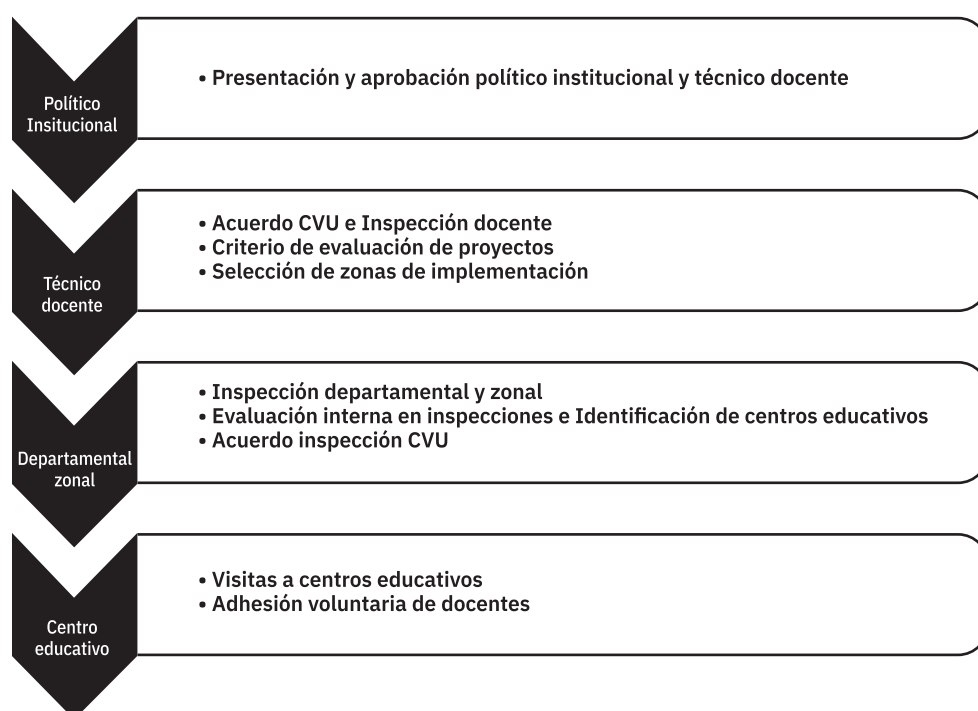 Político
Insitucional
• Presentación y aprobación político institucional y técnico docente
Técnico
docente
• Acuerdo CVU e Inspección docente
• Criterio de evaluación de proyectos
• Selección de zonas de implementación
Departamental
zonal
• Inspección departamental y zonal
• Evaluación interna en inspecciones e Identificación de centros educativos
• Acuerdo inspección CVU
Centro
educativo
• Visitas a centros educativos
• Adhesión voluntaria de docentes